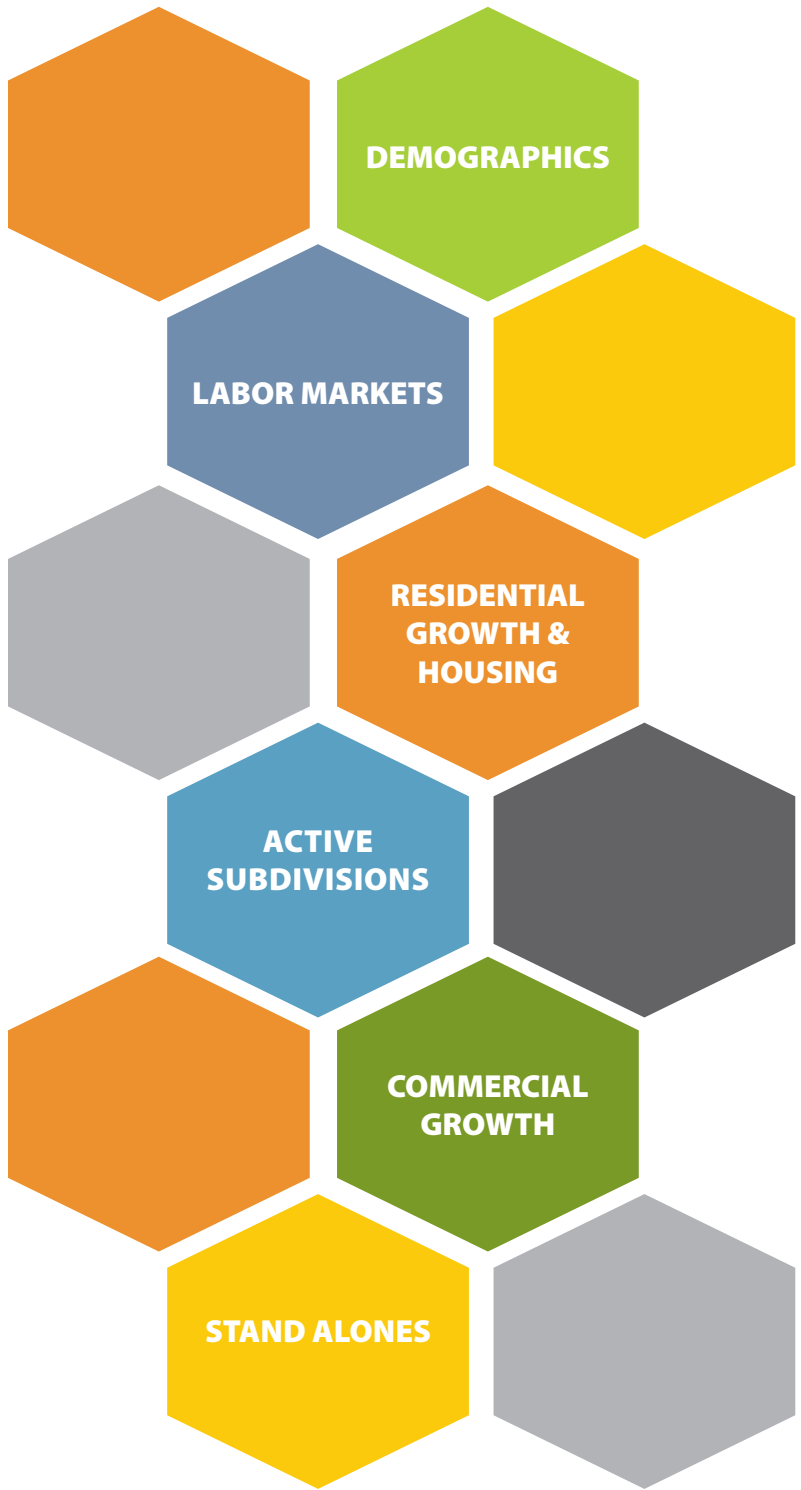 DEMOGRAPHICS
LABOR MARKETS
RESIDENTIAL
GROWTH &
HOUSING
ACTIVE
SUBDIVISIONS
COMMERCIAL
GROWTH
STAND ALONES